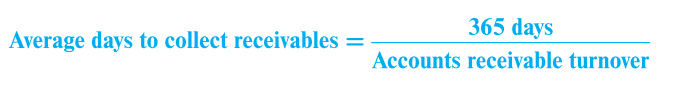 365 days
Average days to collect receivables =
Accounts receivable turnover